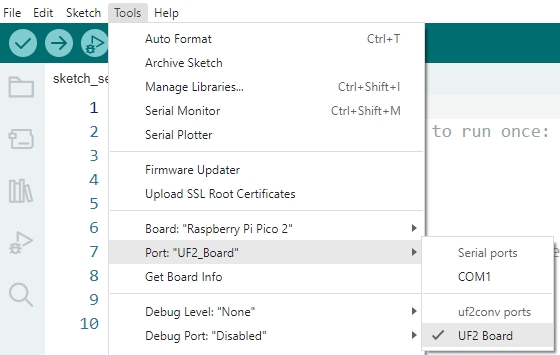 File Edit Sketch Tools Help
sketch_se
Auto Format Ctrl+T
Archive Sketch
Manage Libraries... Ctrl+Shift+I
Serial Monitor Ctrl+Shift+M
Serial Plotter
Firmware Updater
Upload SSL Root Certificates
Board: "Raspberry Pi Pico 2"
Port: "UF2_Board"
Get Board Info
Debug Level: "None"
Debug Port: "Disabled"
1
2 to run once:
3
4
5
6
7
8
9
10
Serial ports
COM1
uf2conv ports
UF2 Board